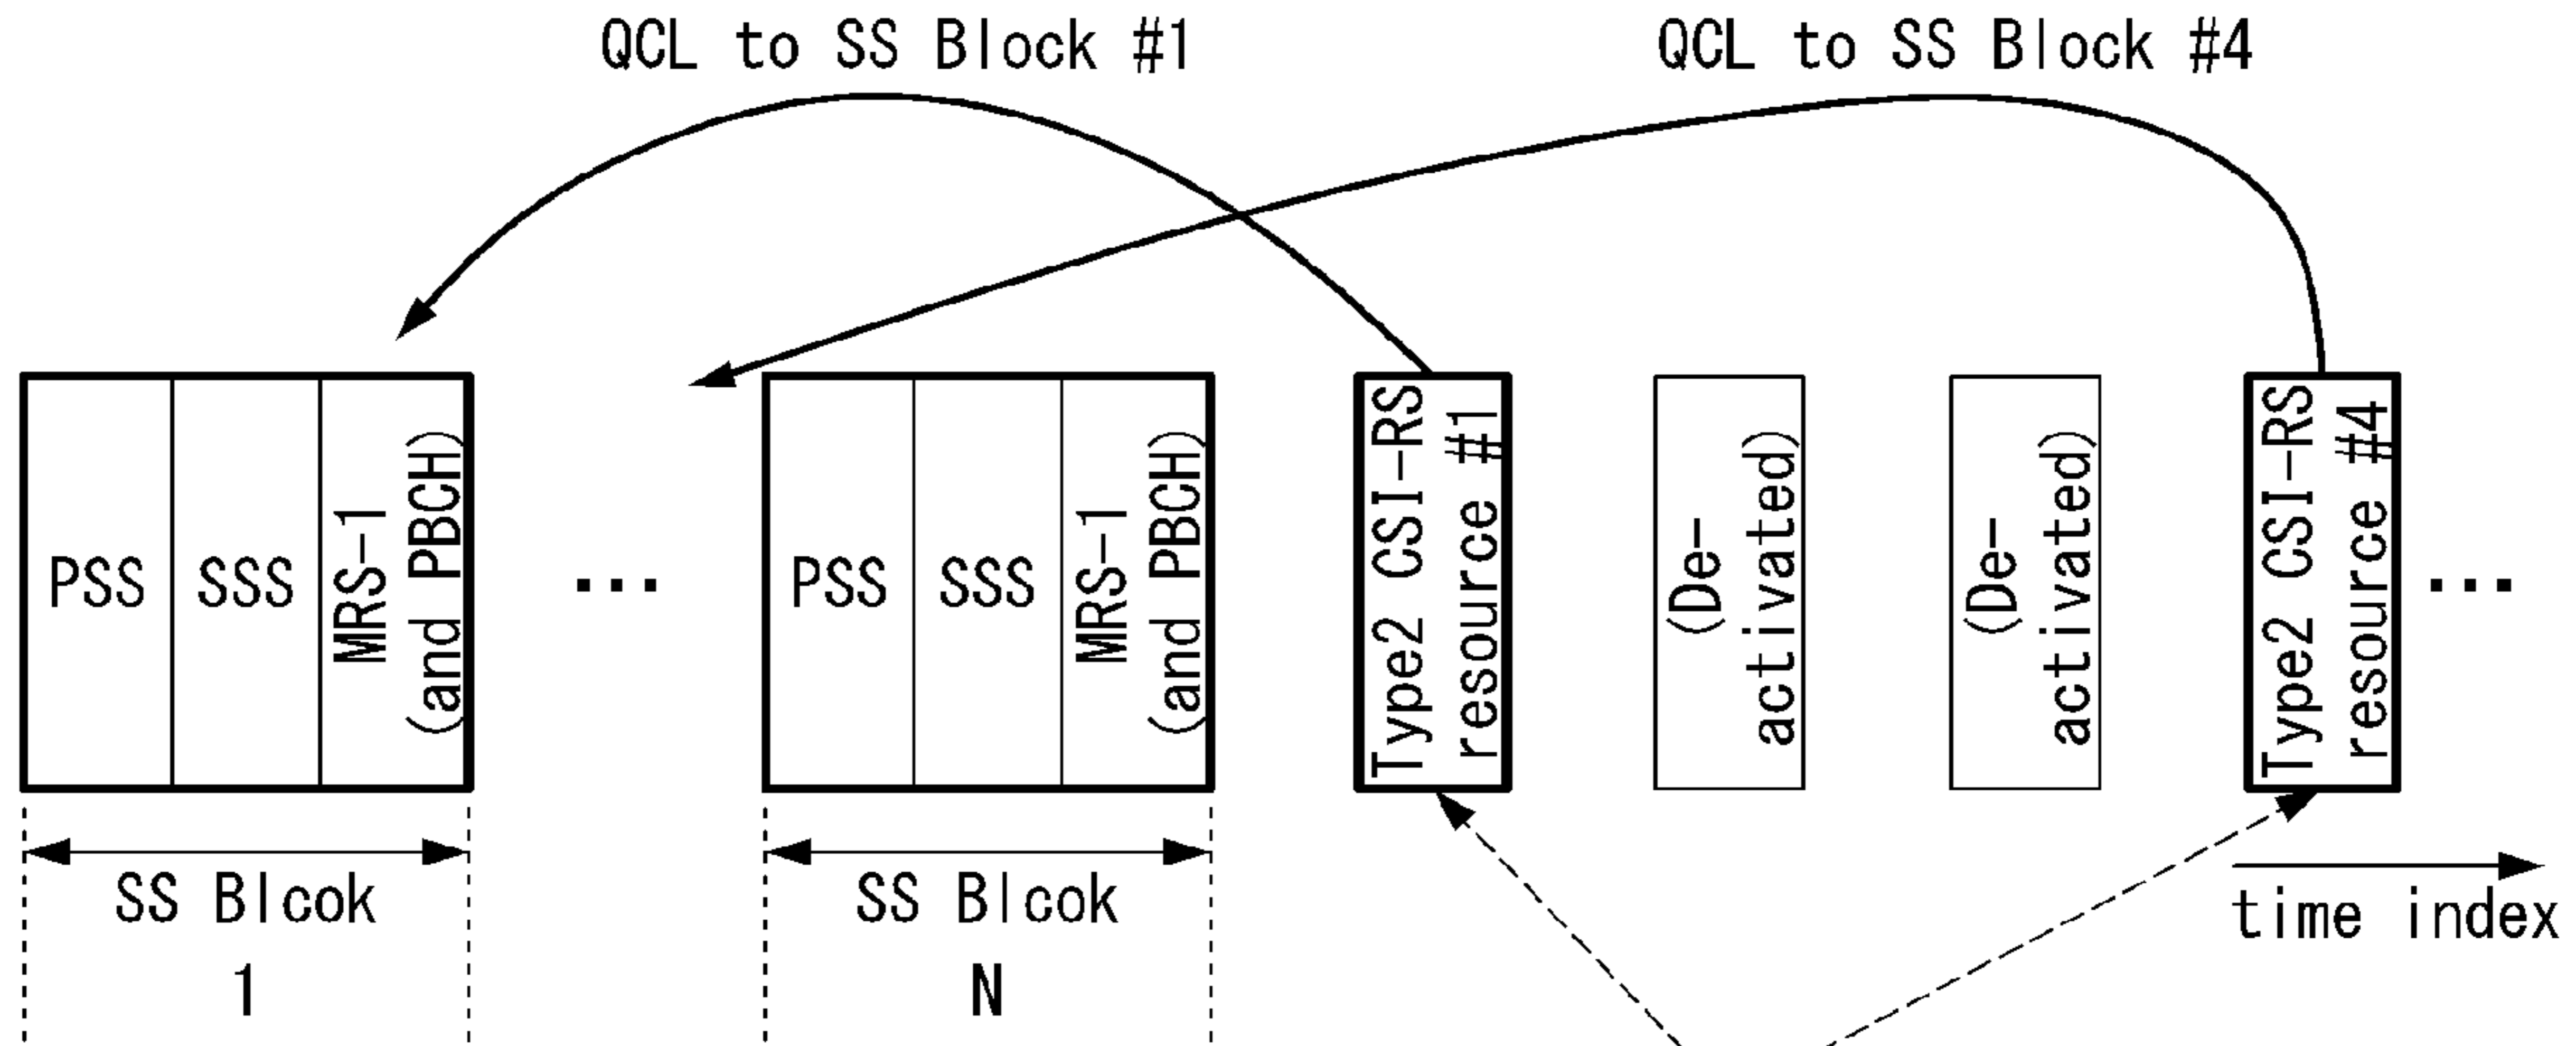 QCL to SS Block #1
QCL to SS Block #4
PSS
SSS
MRS-1
(and PBCH)
...
PSS
SSS
MRS-1
(and PBCH)
Type2 CSI-RS
resource #1
(De-
activated)
(De-
activated)
Type2 CSI-RS
resource #4
...
SS Blcok
1
SS Blcok
N
time index